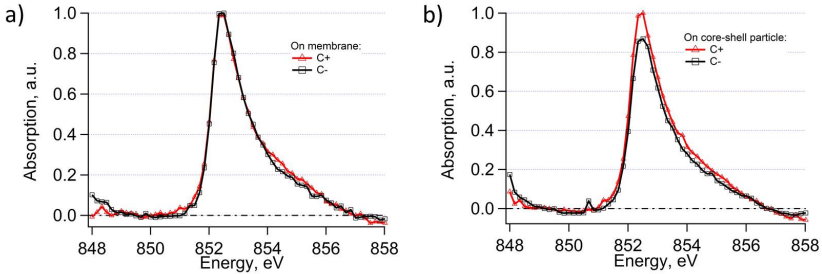 a)
Absorption, a.u.
1.0
0.8
0.6
0.4
0.2
0.0
On membrane:
C+
C-
848 850 852 854 856 858
Energy, eV
b)
Absorption, a.u.
1.0
0.8
0.6
0.4
0.2
0.0
On core-shell particle:
C+
C-
848 850 852 854 856 858
Energy, eV